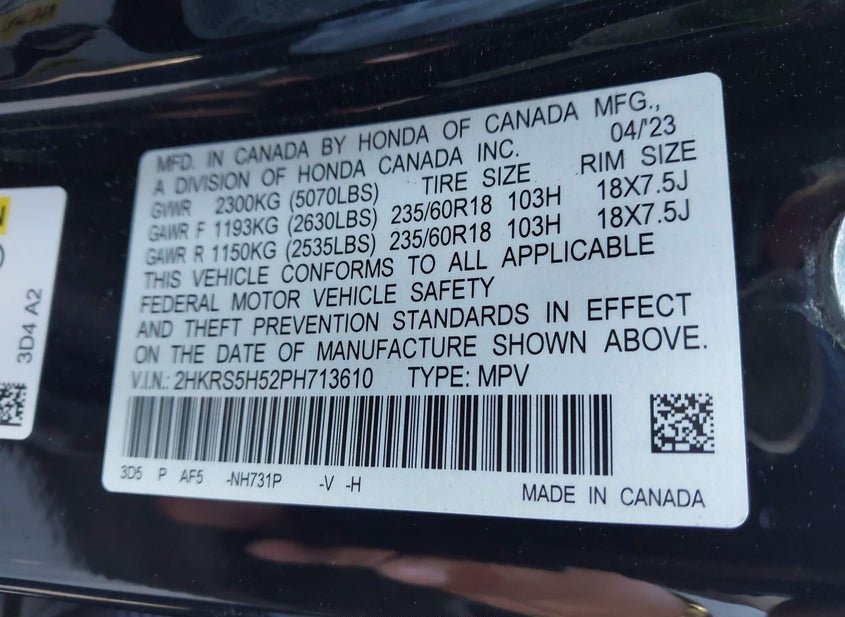 MFD. IN CANADA BY HONDA OF CANADA MFG.,
A DIVISION OF HONDA CANADA INC. 04/'23
GVWR 2300KG (5070LBS) TIRE SIZE RIM SIZE
GAWR F 1193KG (2630LBS) 235/60R18 103H 18X7.5J
GAWR R 1150KG (2535LBS) 235/60R18 103H 18X7.5J
THIS VEHICLE CONFORMS TO ALL APPLICABLE
FEDERAL MOTOR VEHICLE SAFETY
AND THEFT PREVENTION STANDARDS IN EFFECT
ON THE DATE OF MANUFACTURE SHOWN ABOVE.
V.I.N.: 2HKRS5H52PH713610 TYPE: MPV
3D5 P AF5 -NH731P -V -H
MADE IN CANADA
3D4 A2